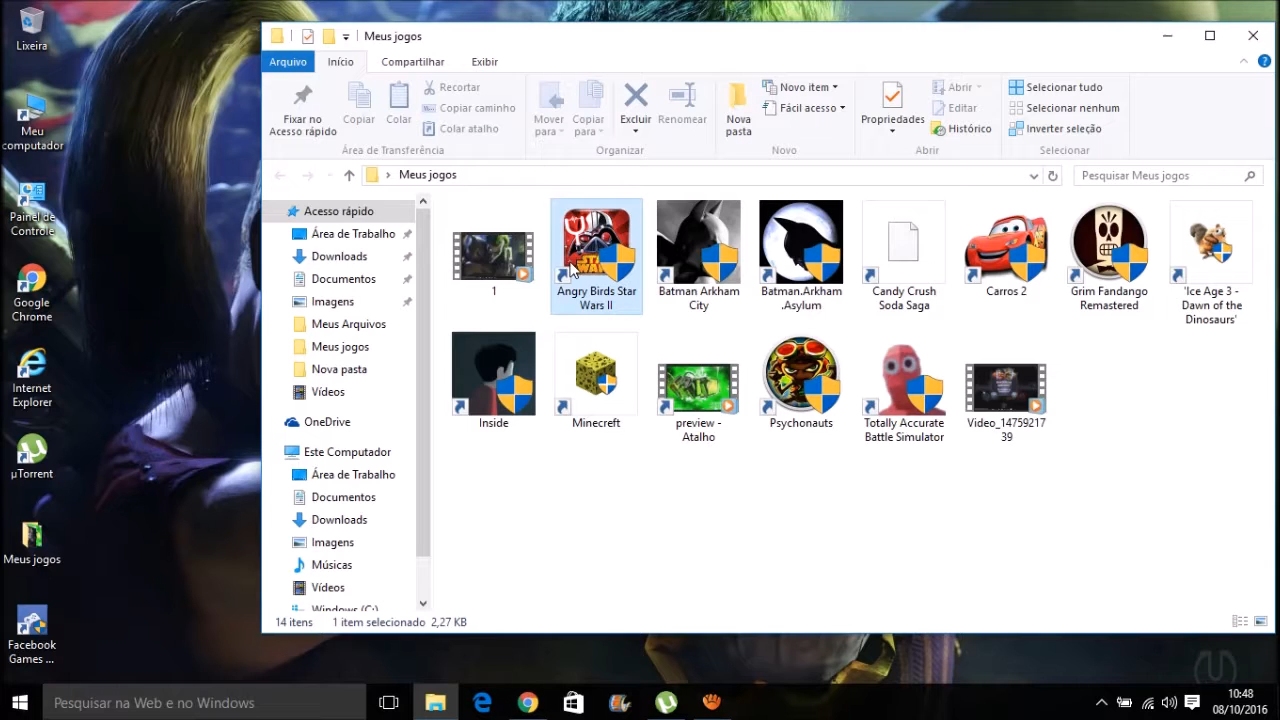 Lixeira
Meu
computador
Painel de
Controle
Google
Chrome
Internet
Explorer
µTorrent
Meus jogos
Facebook
Games ...
Meus jogos
Arquivo
Início
Compartilhar
Exibir
Fixar no
Acesso rápido
Copiar
Colar
Recortar
Copiar caminho
Colar atalho
Área de Transferência
Mover
para
Copiar
para
Excluir
Renomear
Organizar
Nova
pasta
Novo item
Fácil acesso
Novo
Propriedades
Abrir
Editar
Histórico
Abrir
Selecionar tudo
Selecionar nenhum
Inverter seleção
Selecionar
Meus jogos
Pesquisar Meus jogos
Acesso rápido
Área de Trabalho
Downloads
Documentos
Imagens
Meus Arquivos
Meus jogos
Nova pasta
Vídeos
OneDrive
Este Computador
Área de Trabalho
Documentos
Downloads
Imagens
Músicas
Vídeos
Windows (C:)
1
STAR
WARS
Angry Birds Star
Wars II
Batman Arkham
City
Batman.Arkham
.Asylum
Candy Crush
Soda Saga
Carros 2
Grim Fandango
Remastered
'Ice Age 3 -
Dawn of the
Dinosaurs'
Inside
Minecreft
preview -
Atalho
Psychonauts
Totally Accurate
Battle Simulator
Video_14759217
39
14 itens
1 item selecionado 2,27 KB
Pesquisar na Web e no Windows
10:48
08/10/2016